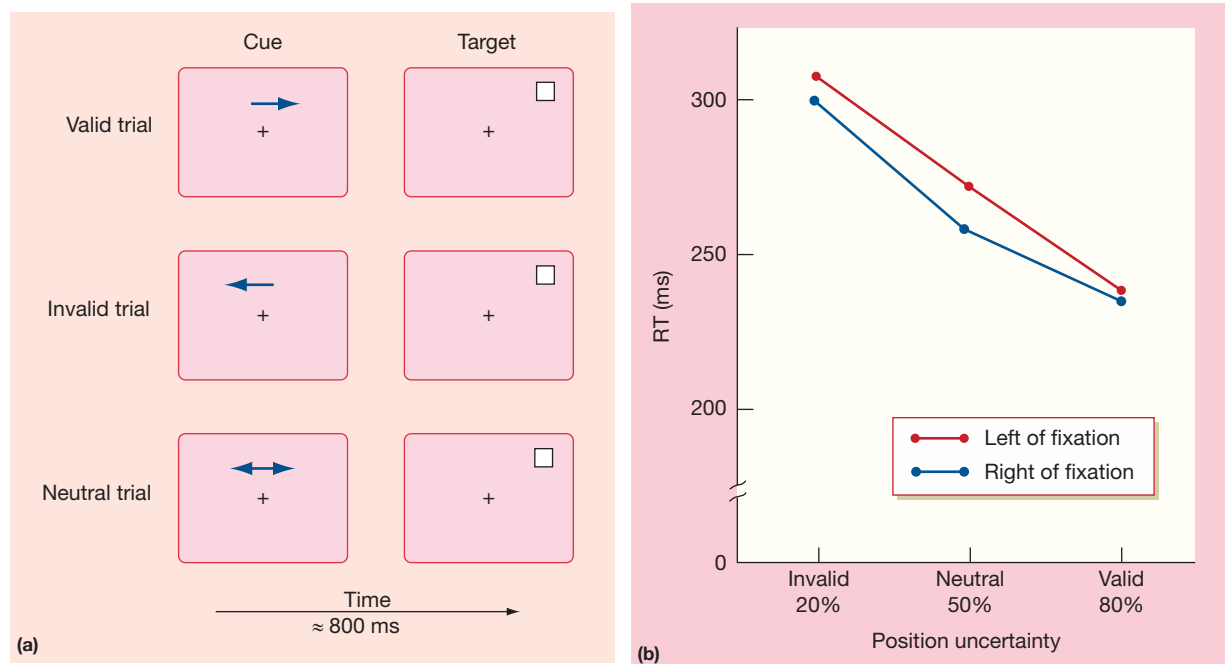 Cue
Target
Valid trial
+
+
Invalid trial
+
+
Neutral trial
+
+
Time
≈ 800 ms
(a)
RT (ms)
300
250
200
0
Left of fixation
Right of fixation
Invalid
20%
Neutral
50%
Valid
80%
Position uncertainty
(b)